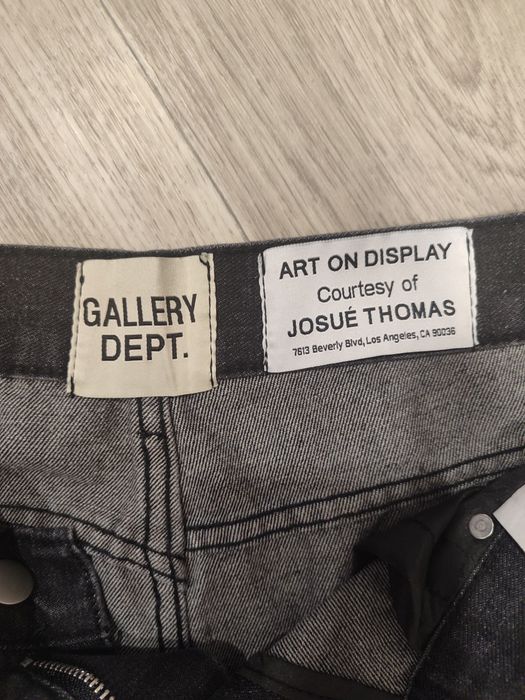 GALLERY
DEPT.
ART ON DISPLAY
Courtesy of
JOSUÉ THOMAS
7613 Beverly Blvd, Los Angeles, CA 90036